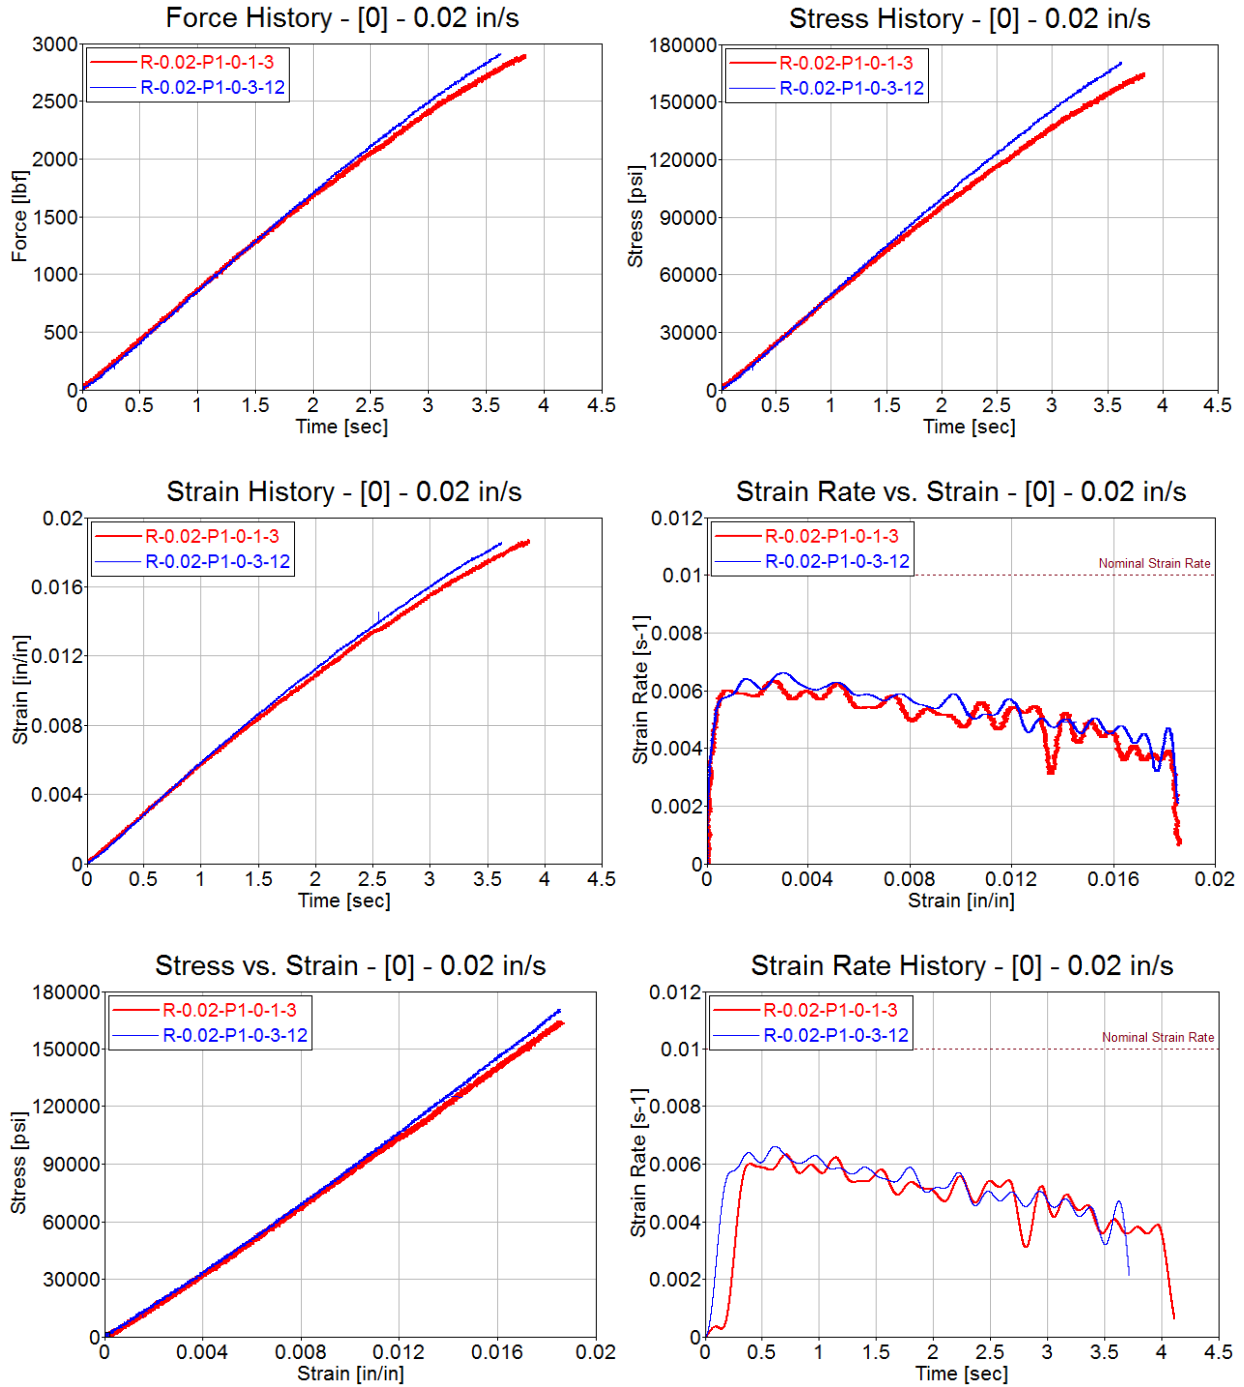 Force History - [0] - 0.02 in/s
3000
2500
2000
1500
1000
500
0
Force [lbf]
R-0.02-P1-0-1-3
R-0.02-P1-0-3-12
0 0.5 1 1.5 2 2.5 3 3.5 4 4.5
Time [sec]
Stress History - [0] - 0.02 in/s
180000
150000
120000
90000
60000
30000
0
Stress [psi]
R-0.02-P1-0-1-3
R-0.02-P1-0-3-12
0 0.5 1 1.5 2 2.5 3 3.5 4 4.5
Time [sec]
Strain History - [0] - 0.02 in/s
0.02
0.016
0.012
0.008
0.004
0
Strain [in/in]
R-0.02-P1-0-1-3
R-0.02-P1-0-3-12
0 0.5 1 1.5 2 2.5 3 3.5 4 4.5
Time [sec]
Strain Rate vs. Strain - [0] - 0.02 in/s
0.012
0.01
0.008
0.006
0.004
0.002
0
Strain Rate [s-1]
R-0.02-P1-0-1-3
R-0.02-P1-0-3-12
Nominal Strain Rate
0 0.004 0.008 0.012 0.016 0.02
Strain [in/in]
Stress vs. Strain - [0] - 0.02 in/s
180000
150000
120000
90000
60000
30000
0
Stress [psi]
R-0.02-P1-0-1-3
R-0.02-P1-0-3-12
0 0.004 0.008 0.012 0.016 0.02
Strain [in/in]
Strain Rate History - [0] - 0.02 in/s
0.012
0.01
0.008
0.006
0.004
0.002
0
Strain Rate [s-1]
R-0.02-P1-0-1-3
R-0.02-P1-0-3-12
Nominal Strain Rate
0 0.5 1 1.5 2 2.5 3 3.5 4 4.5
Time [sec]